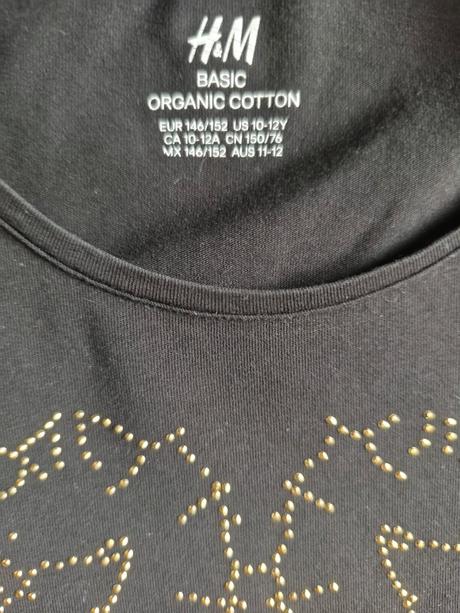 H&M
BASIC
ORGANIC COTTON
EUR 146/152 US 10-12Y
CA 10-12A CN 150/76
MX 146/152 AUS 11-12